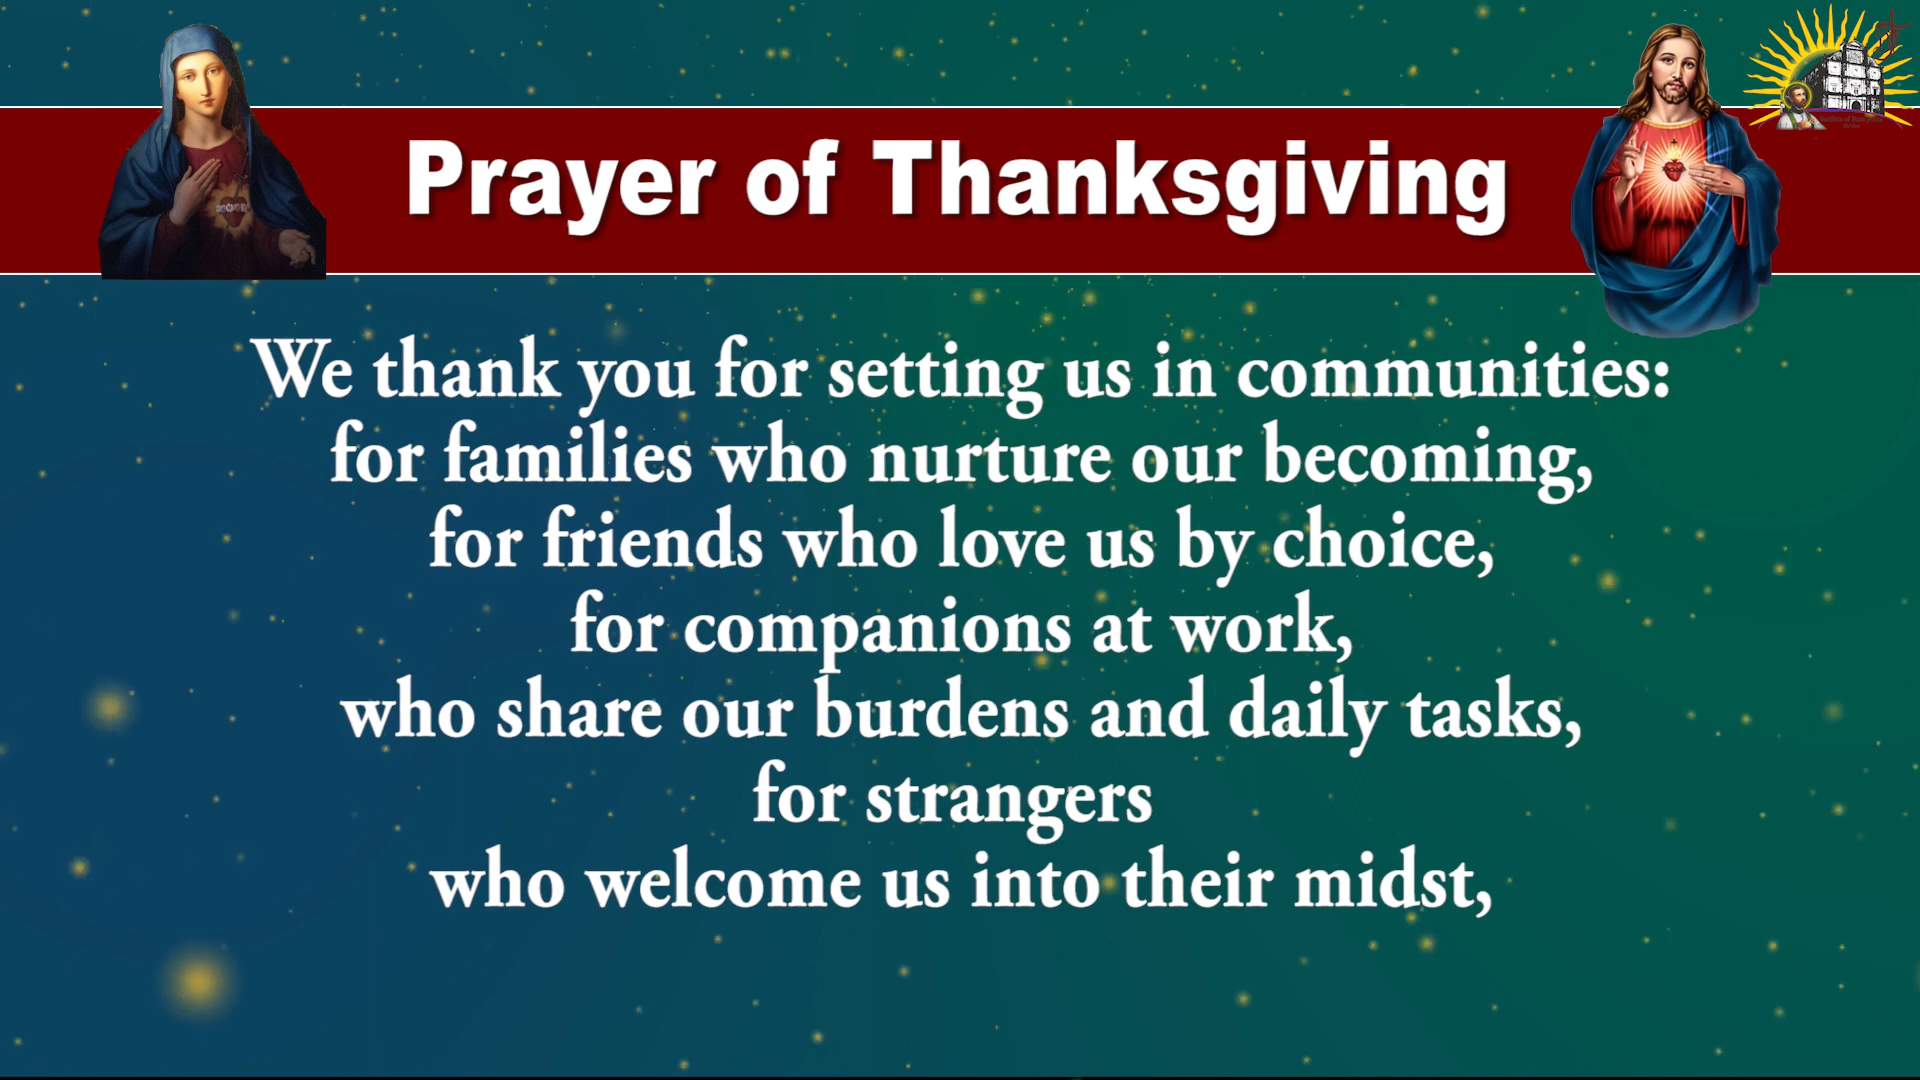 Prayer of Thanksgiving
We thank you for setting us in communities:
for families who nurture our becoming,
for friends who love us by choice,
for companions at work,
who share our burdens and daily tasks,
for strangers
who welcome us into their midst,